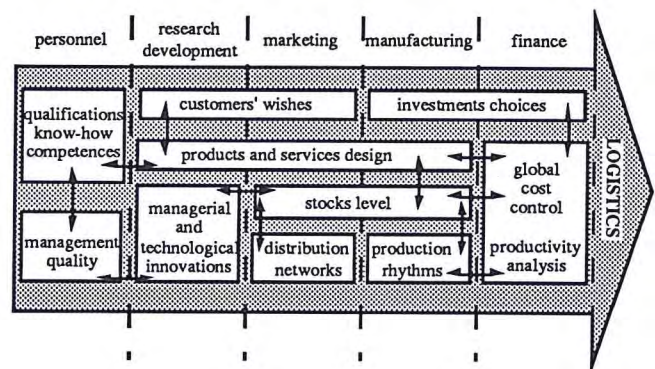 personnel
research
development
marketing
manufacturing
finance
qualifications
know-how
competences
customers' wishes
investments choices
products and services design
managerial
and
technological
innovations
stocks level
global
cost
control
productivity
analysis
management
quality
distribution
networks
production
rhythms
LOGISTICS